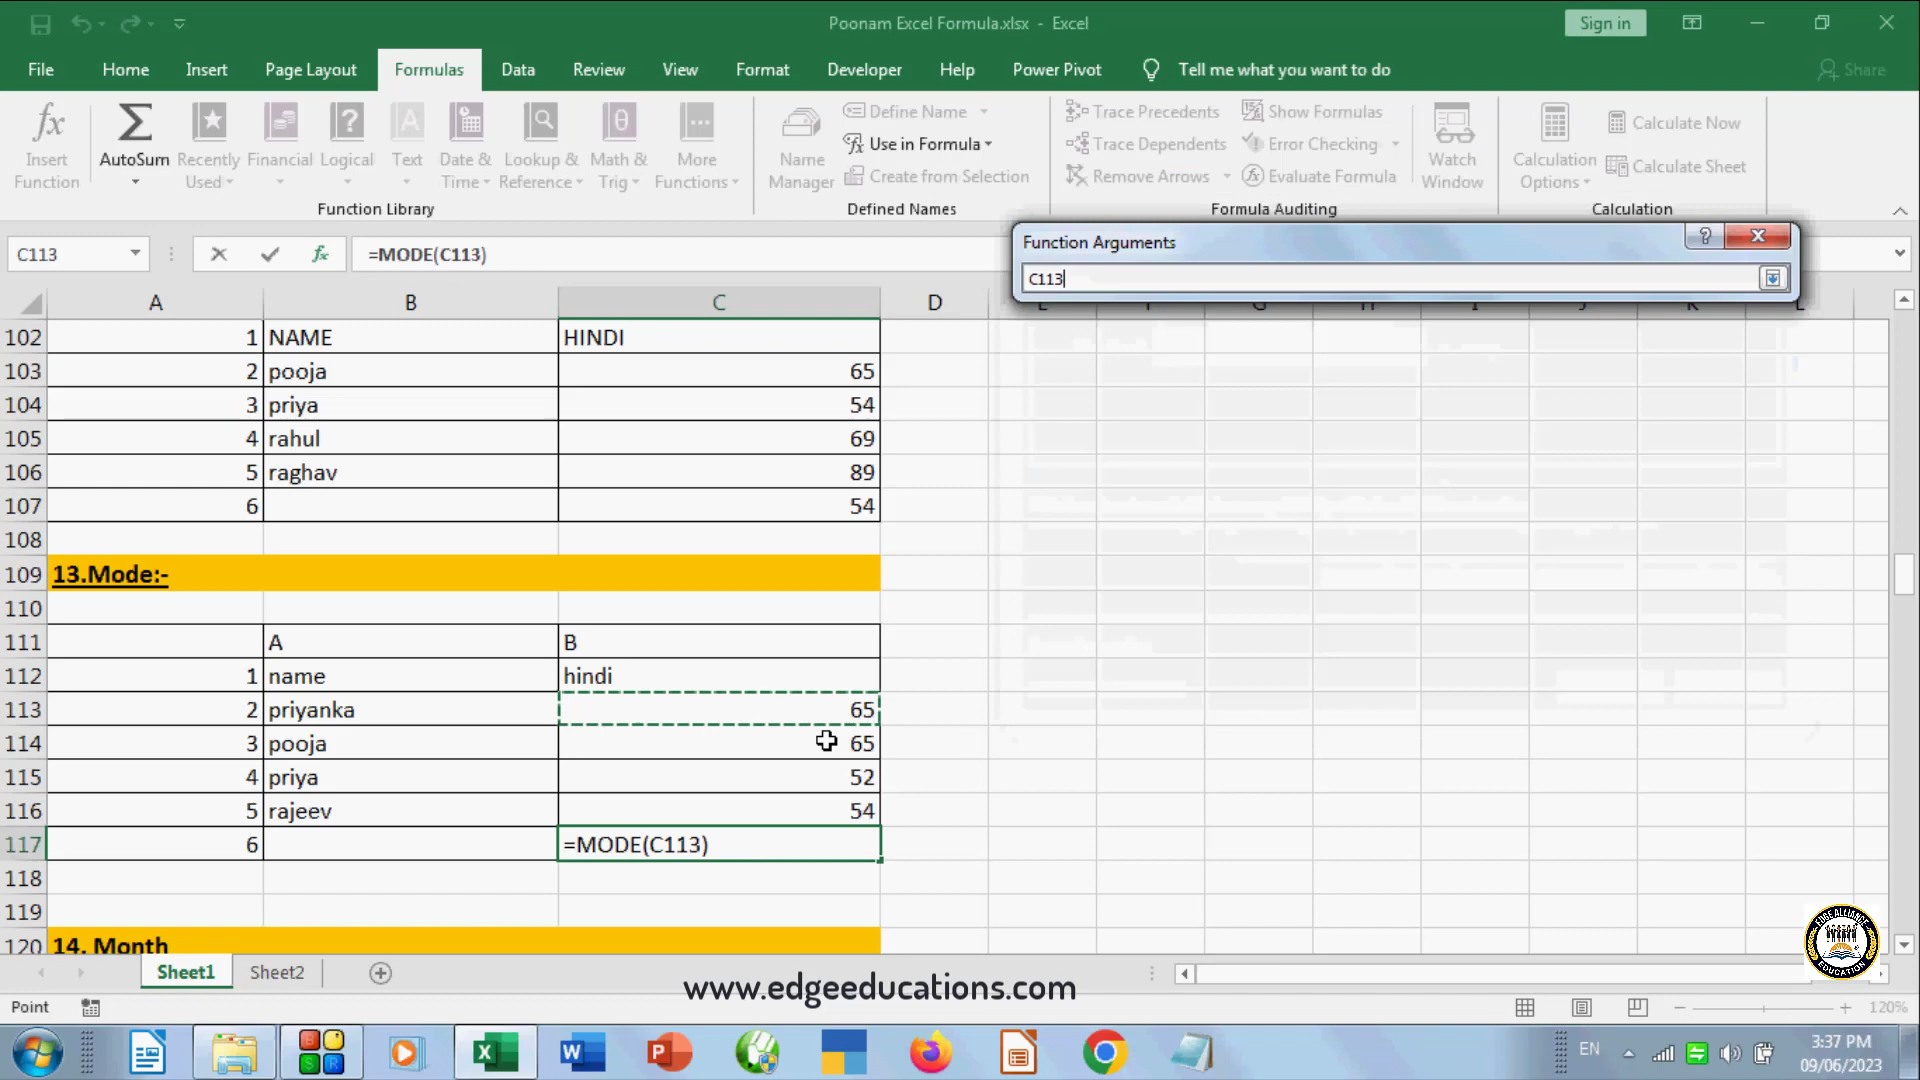 Poonam Excel Formula.xlsx - Excel
Sign in
File Home Insert Page Layout Formulas Data Review View Format Developer Help Power Pivot Tell me what you want to do Share
Insert Function
AutoSum
Recently Used
Financial
Logical
Text
Date & Time
Lookup & Reference
Math & Trig
More Functions
Function Library
Name Manager
Define Name
Use in Formula
Create from Selection
Defined Names
Trace Precedents
Trace Dependents
Remove Arrows
Show Formulas
Error Checking
Evaluate Formula
Formula Auditing
Watch Window
Calculation Options
Calculate Now
Calculate Sheet
Calculation
C113 fx =MODE(C113)
Function Arguments
C113
A B C D
102 1 NAME HINDI
103 2 pooja 65
104 3 priya 54
105 4 rahul 69
106 5 raghav 89
107 6 54
108
109 13.Mode:-
110
111 A B
112 1 name hindi
113 2 priyanka 65
114 3 pooja 65
115 4 priya 52
116 5 rajeev 54
117 6 =MODE(C113)
118
119
120 14. Month
Sheet1 Sheet2
www.edgeeducations.com
EDGE ALLIANCE
EDUCATION
Point
120%
EN
3:37 PM
09/06/2023